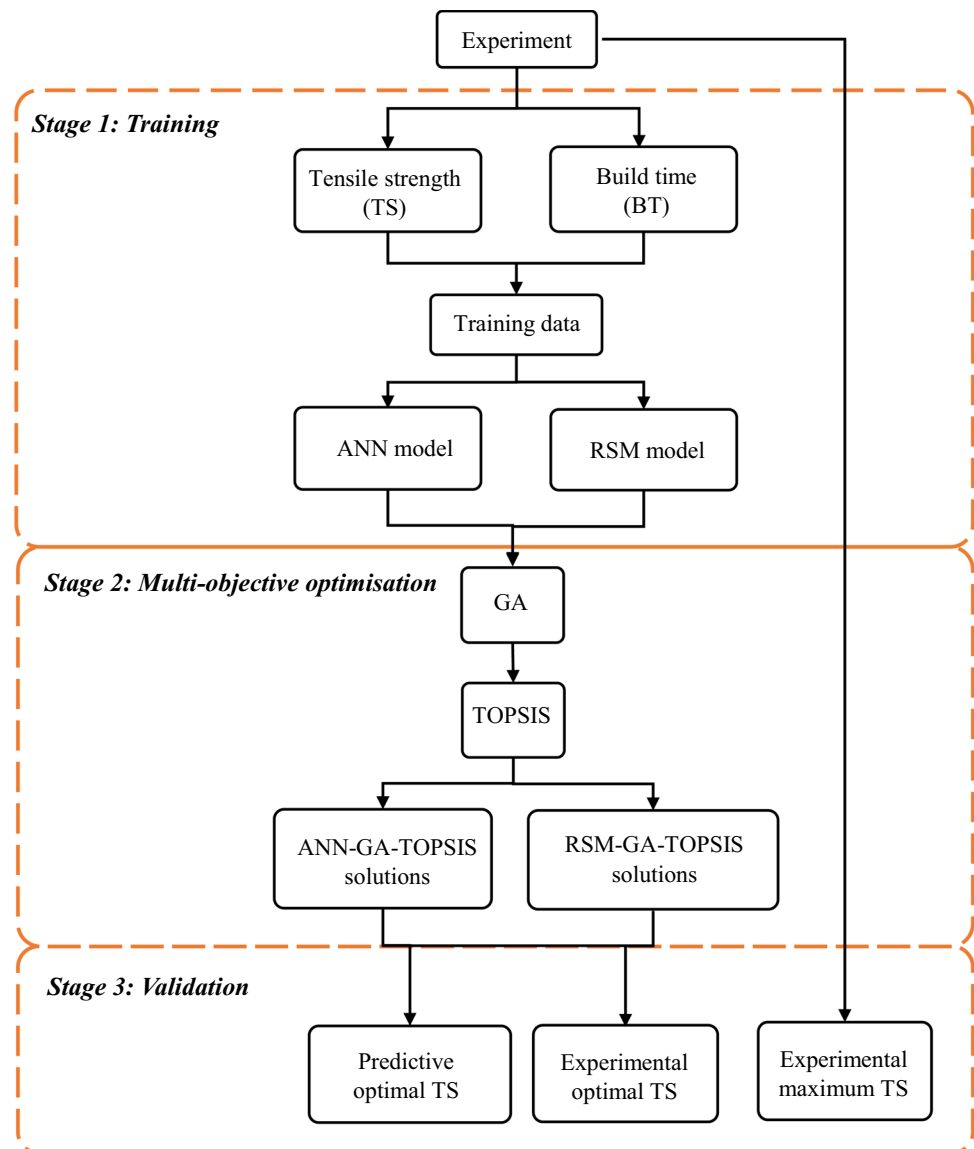 Experiment
Stage 1: Training
Tensile strength
(TS)
Build time
(BT)
Training data
ANN model
RSM model
Stage 2: Multi-objective optimisation
GA
TOPSIS
ANN-GA-TOPSIS
solutions
RSM-GA-TOPSIS
solutions
Stage 3: Validation
Predictive
optimal TS
Experimental
optimal TS
Experimental
maximum TS